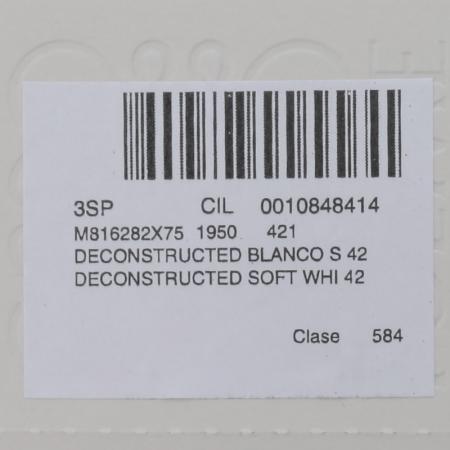 3SP CIL 0010848414
M816282X75 1950 421
DECONSTRUCTED BLANCO S 42
DECONSTRUCTED SOFT WHI 42
Clase 584